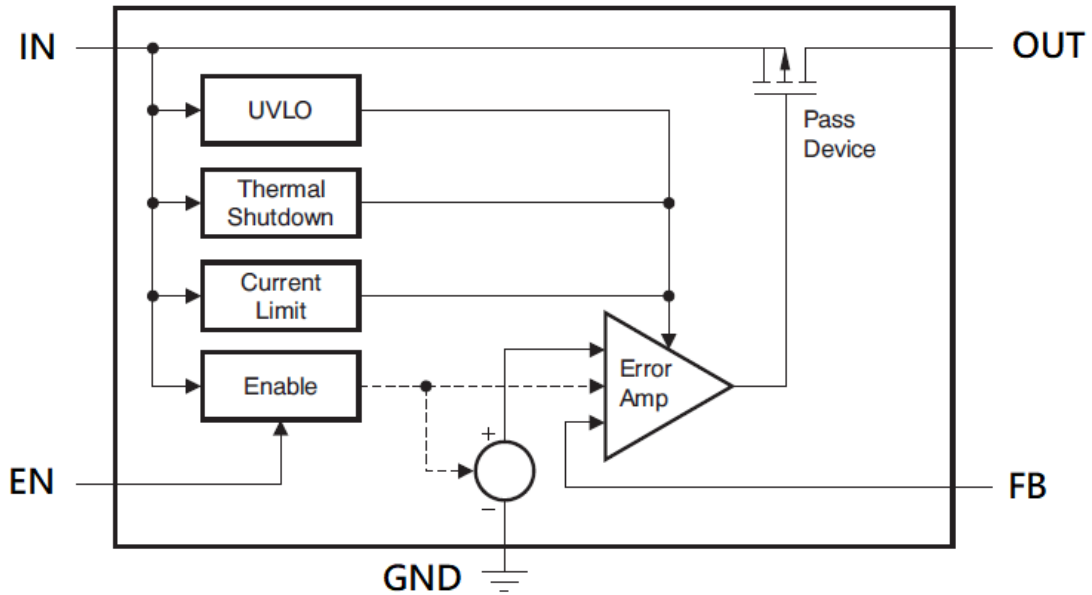 IN
OUT
UVLO
Pass
Device
Thermal
Shutdown
Current
Limit
Error
Amp
Enable
+
EN
FB
−
GND